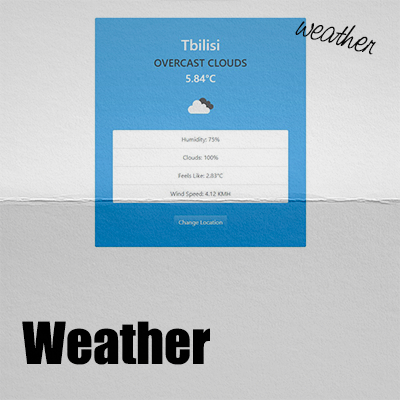 weather
Tbilisi
OVERCAST CLOUDS
5.84°C
Humidity: 75%
Clouds: 100%
Feels Like: 2.83°C
Wind Speed: 4.12 KMH
Change Location
Weather